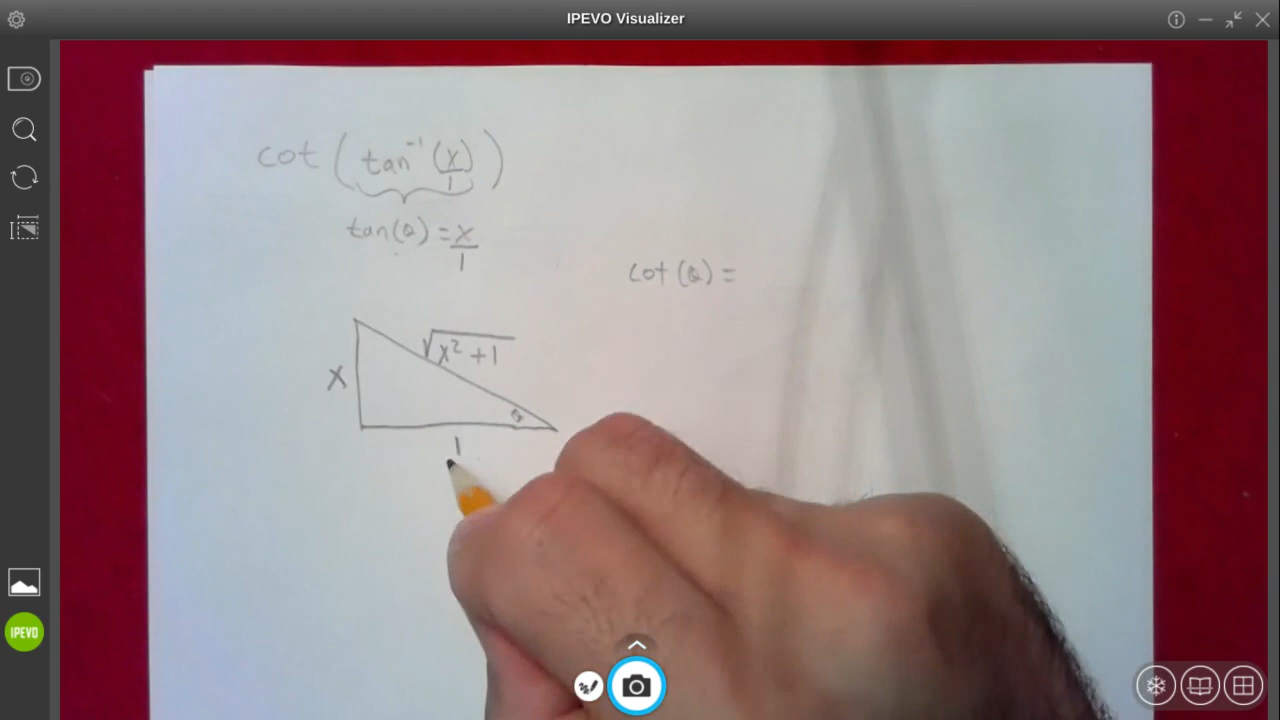 IPEVO Visualizer
cot (tan⁻¹ (x/1))
tan(θ) = x/1
cot (θ) =
√x² + 1
x
θ
1
IPEVO